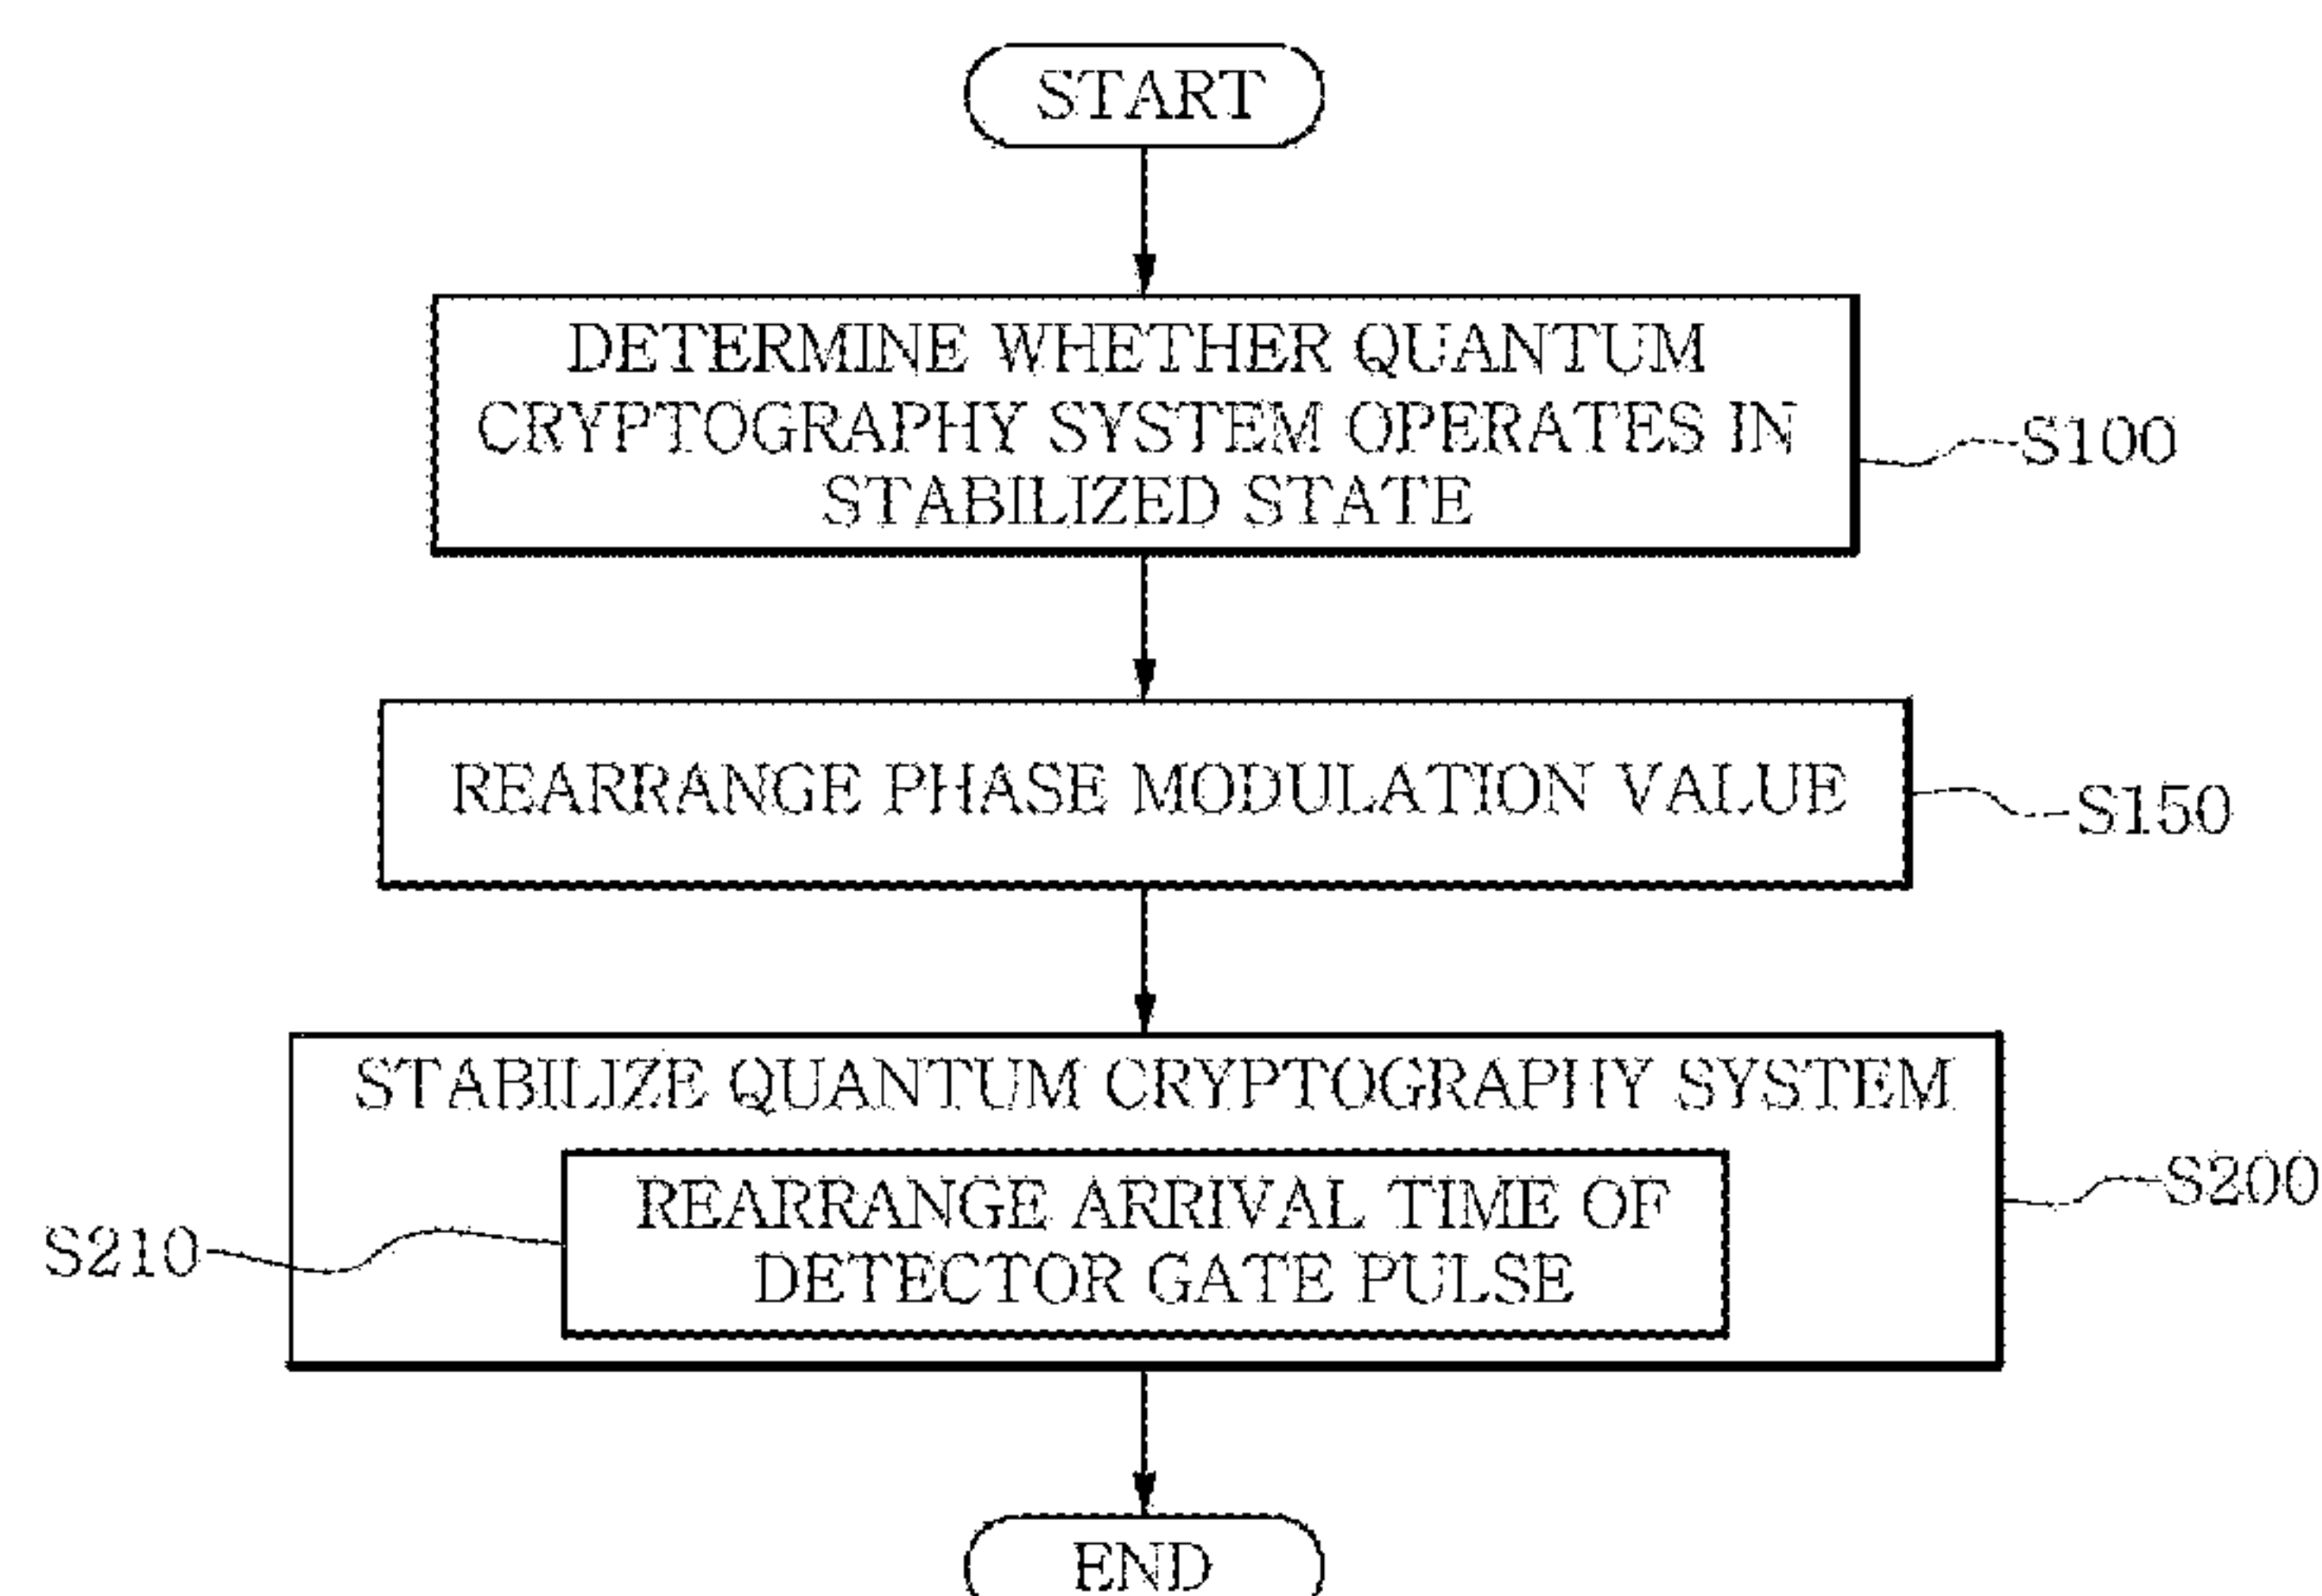 START
DETERMINE WHETHER QUANTUM
CRYPTOGRAPHY SYSTEM OPERATES IN
STABILIZED STATE
S100
REARRANGE PHASE MODULATION VALUE
S150
STABILIZE QUANTUM CRYPTOGRAPHY SYSTEM
S200
REARRANGE ARRIVAL TIME OF
DETECTOR GATE PULSE
S210
END